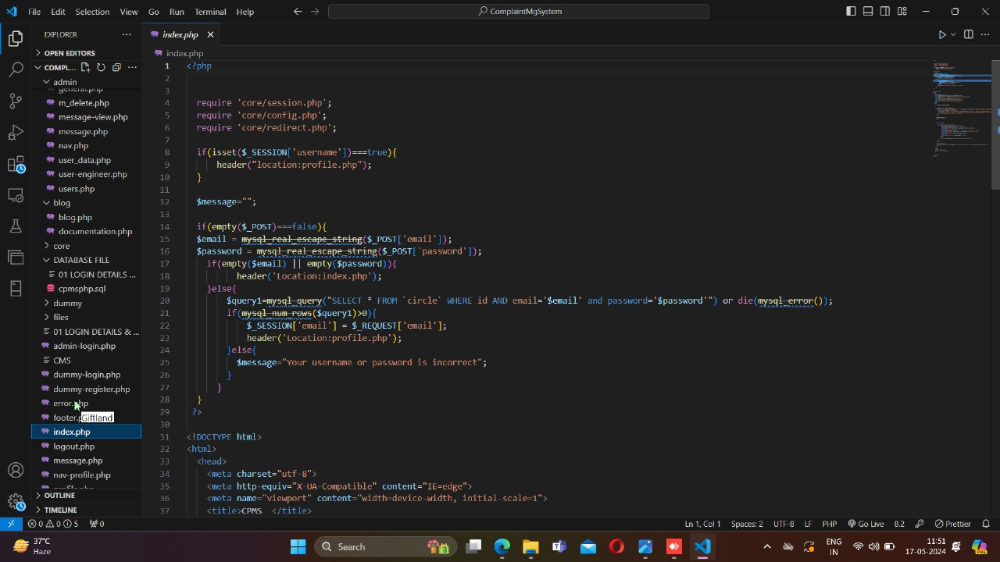 File Edit Selection View Go Run Terminal Help
ComplaintMgSystem
EXPLORER
index.php
OPEN EDITORS
index.php
COMPL...
admin
general.php
m_delete.php
message-view.php
message.php
nav.php
user_data.php
user-engineer.php
users.php
blog
blog.php
documentation.php
core
DATABASE FILE
01 LOGIN DETAILS ...
cpmsphp.sql
dummy
files
01 LOGIN DETAILS & ...
admin-login.php
CMS
dummy-login.php
dummy-register.php
error.php
footer.p
Giftland
index.php
logout.php
message.php
nav-profile.php
OUTLINE
TIMELINE
1 <?php
2
3
4 require 'core/session.php';
5 require 'core/config.php';
6 require 'core/redirect.php';
7
8 if(isset($_SESSION['username'])===true){
9 header("location:profile.php");
10 }
11
12 $message="";
13
14 if(empty($_POST)===false){
15 $email = mysql_real_escape_string($_POST['email']);
16 $password = mysql_real_escape_string($_POST['password']);
17 if(empty($email) || empty($password)){
18 header('Location:index.php');
19 }else{
20 $query1=mysql_query("SELECT * FROM `circle` WHERE id AND email='$email' and password='$password'") or die(mysql_error());
21 if(mysql_num_rows($query1)>0){
22 $_SESSION['email'] = $_REQUEST['email'];
23 header('Location:profile.php');
24 }else{
25 $message="Your username or password is incorrect";
26 }
27 }
28 }
29 ?>
30
31 <!DOCTYPE html>
32 <html>
33 <head>
34 <meta charset="utf-8">
35 <meta http-equiv="X-UA-Compatible" content="IE=edge">
36 <meta name="viewport" content="width=device-width, initial-scale=1">
37 <title>CPMS </title>
0 0 5 0
Ln 1, Col 1 Spaces: 2 UTF-8 LF PHP Go Live 8.2 Prettier
37°C
Haze
Search
ENG
IN
11:51
17-05-2024
PRE